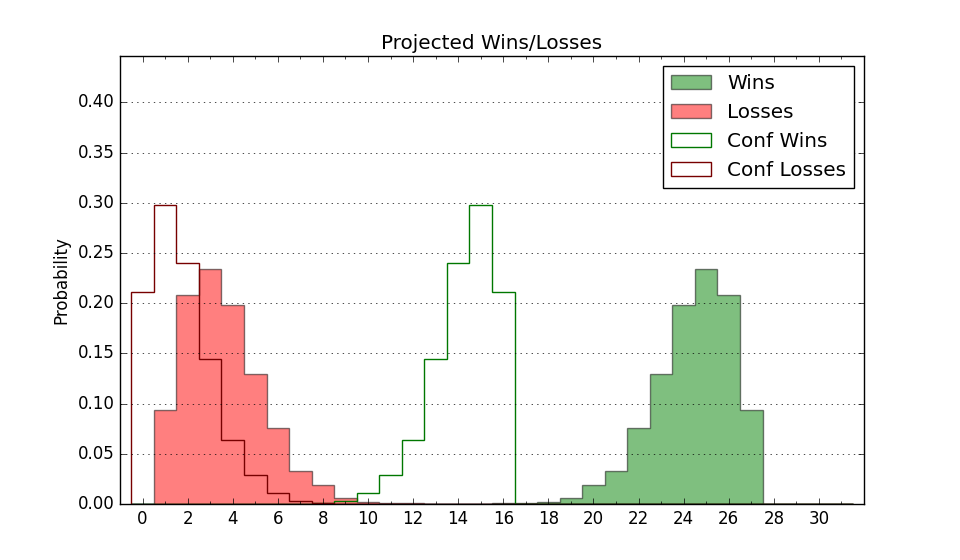 Projected Wins/Losses
Wins
Losses
Conf Wins
Conf Losses
Probability
0.40
0.35
0.30
0.25
0.20
0.15
0.10
0.05
0.00
0 2 4 6 8 10 12 14 16 18 20 22 24 26 28 30